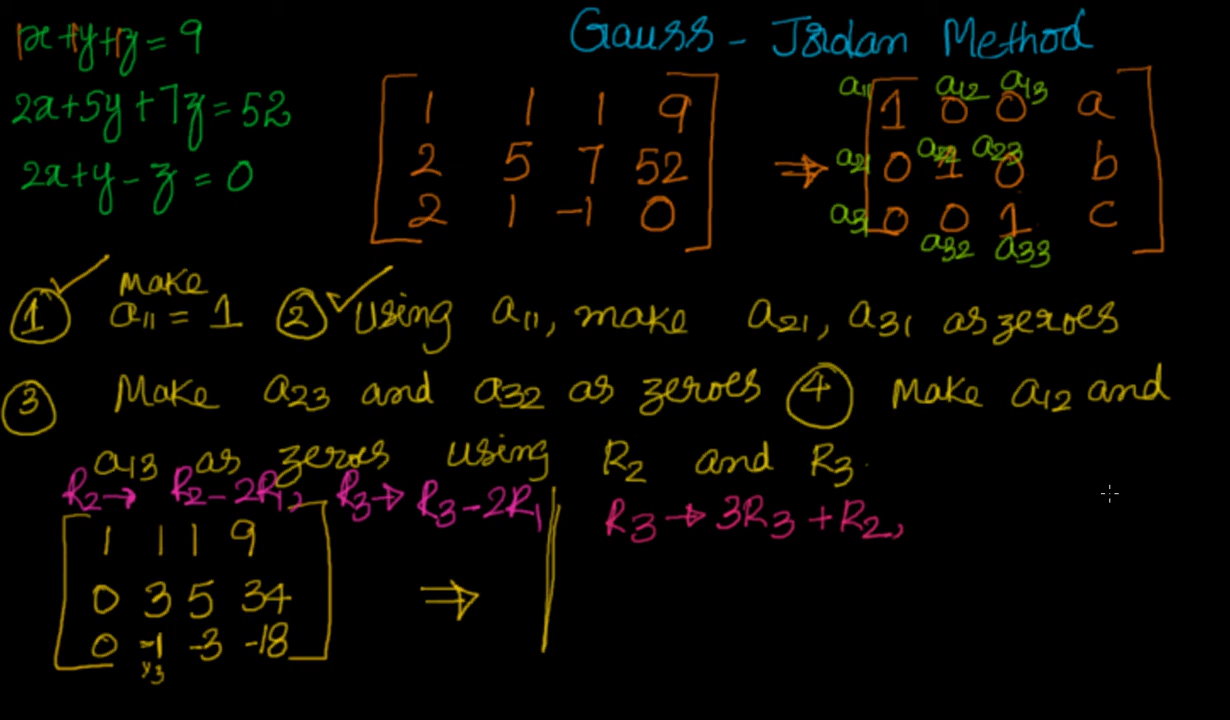 x+y+z=9
2x+5y+7z=52
2x+y-z=0
Gauss - Jordan Method
1 1 1 9
2 5 7 52
2 1 -1 0
⇒
a11 a12 a13
1 0 0 a
a21 a22 a23
0 1 0 b
a31 0 0 1 c
a32 a33
① Make a11 = 1 ② Using a11, make a21, a31 as zeroes
③ Make a23 and a32 as zeroes ④ Make a12 and
a13 as zeroes using R2 and R3.
R2→ R2-2R1, R3→ R3-2R1
R3→3R3+R2,
1 1 1 9
0 3 5 34 ⇒
0 -1 -3 -18
x3